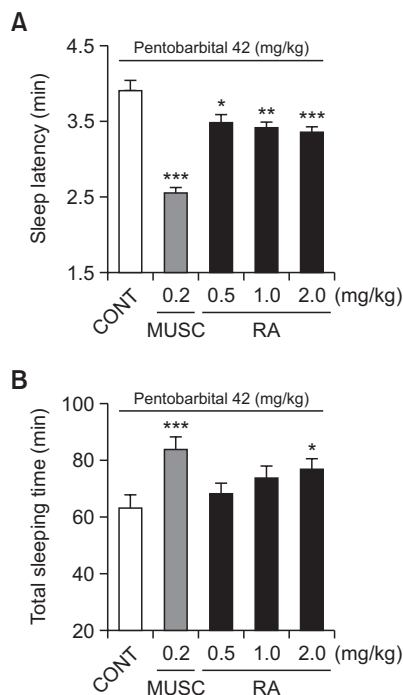 A
Pentobarbital 42 (mg/kg)
Sleep latency (min)
4.5
3.5
2.5
1.5
***
*
**
***
CONT
0.2
0.5
1.0
2.0
(mg/kg)
MUSC
RA
B
Pentobarbital 42 (mg/kg)
Total sleeping time (min)
100
80
60
40
20
***
*
CONT
0.2
0.5
1.0
2.0
(mg/kg)
MUSC
RA